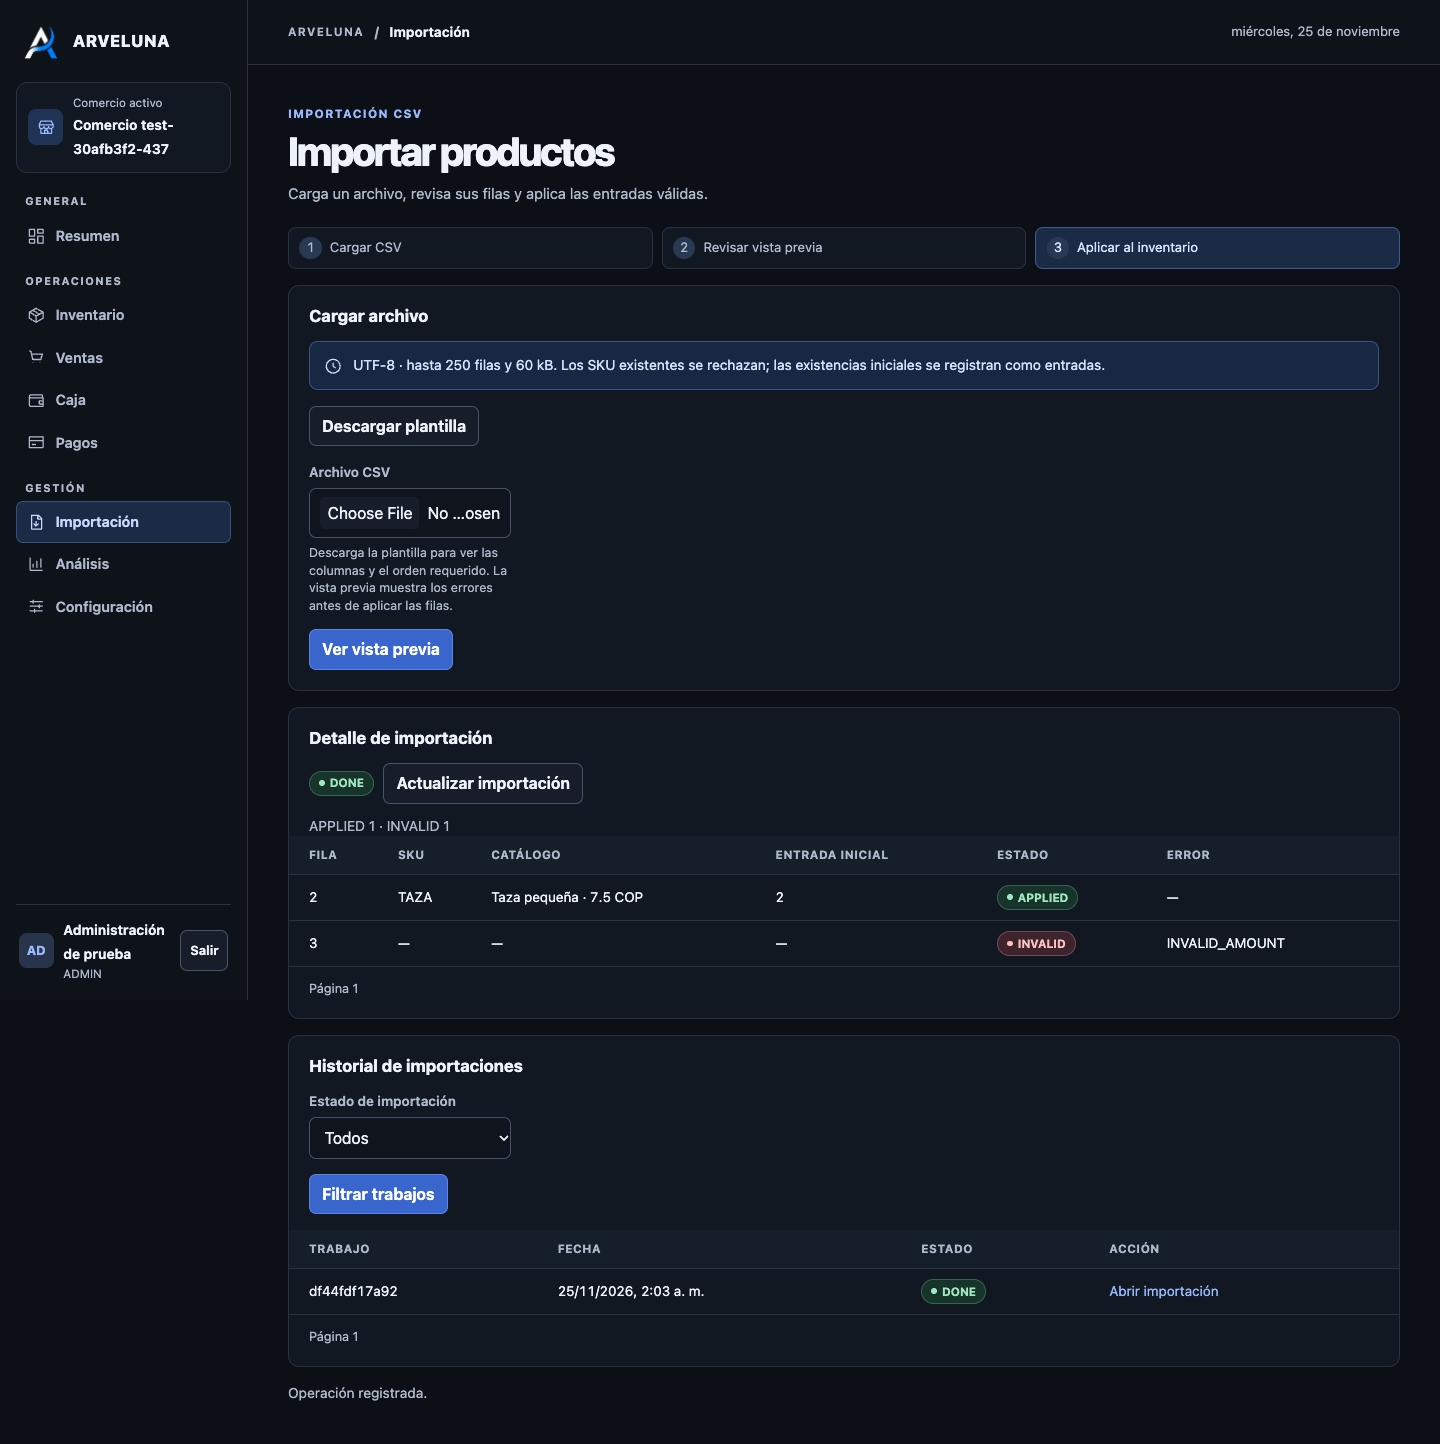 ARVELUNA
Comercio activo
Comercio test-
30afb3f2-437
GENERAL
Resumen
OPERACIONES
Inventario
Ventas
Caja
Pagos
GESTIÓN
Importación
Análisis
Configuración
AD
Administración
de prueba
ADMIN
Salir
ARVELUNA / Importación
miércoles, 25 de noviembre
IMPORTACIÓN CSV
Importar productos
Carga un archivo, revisa sus filas y aplica las entradas válidas.
1 Cargar CSV
2 Revisar vista previa
3 Aplicar al inventario
Cargar archivo
UTF-8 · hasta 250 filas y 60 kB. Los SKU existentes se rechazan; las existencias iniciales se registran como entradas.
Descargar plantilla
Archivo CSV
Choose File No ...osen
Descarga la plantilla para ver las
columnas y el orden requerido. La
vista previa muestra los errores
antes de aplicar las filas.
Ver vista previa
Detalle de importación
DONE Actualizar importación
APPLIED 1 · INVALID 1
FILA SKU CATÁLOGO ENTRADA INICIAL ESTADO ERROR
2 TAZA Taza pequeña · 7.5 COP 2 APPLIED —
3 — — — INVALID INVALID_AMOUNT
Página 1
Historial de importaciones
Estado de importación
Todos
Filtrar trabajos
TRABAJO FECHA ESTADO ACCIÓN
df44fdf17a92 25/11/2026, 2:03 a. m. DONE Abrir importación
Página 1
Operación registrada.